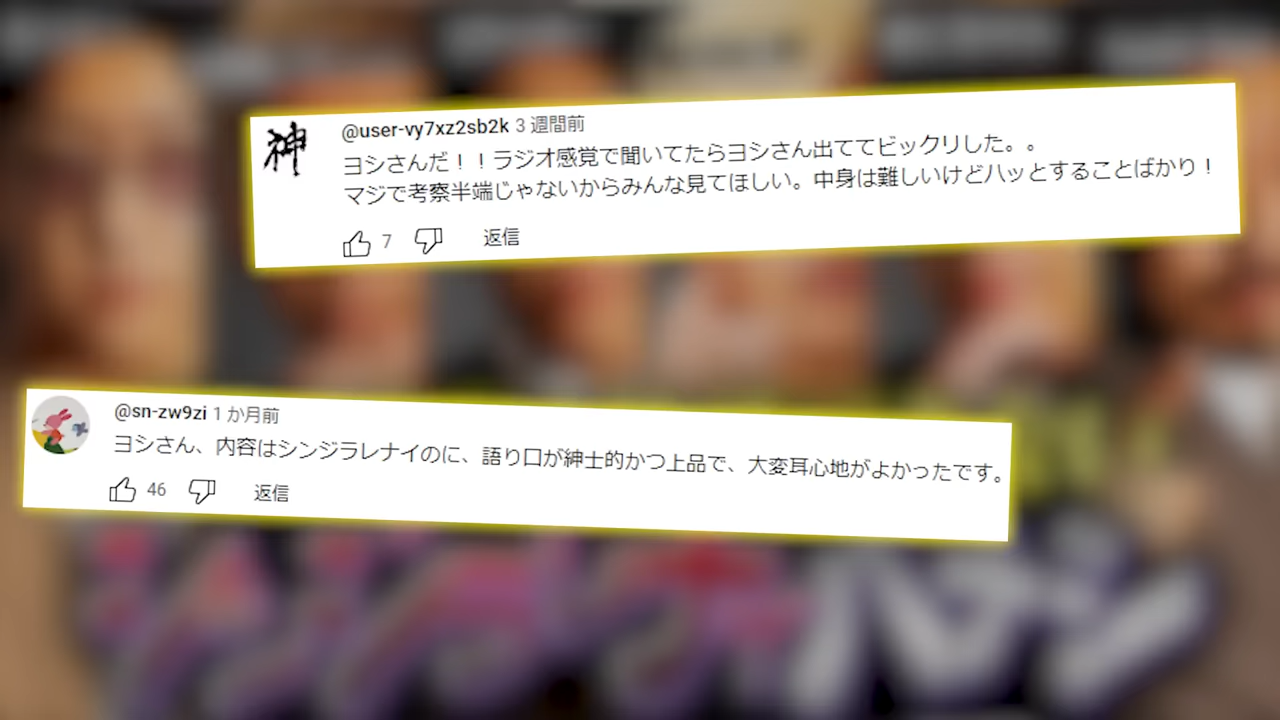 神
@user-vy7xz2sb2k 3 週間前
ヨシさんだ！！ラジオ感覚で聞いてたらヨシさん出ててビックリした。。
マジで考察半端じゃないからみんな見てほしい。中身は難しいけどハッとすることばかり！
7 返信
@sn-zw9zi 1 か月前
ヨシさん、内容はシンジラレナイのに、語り口が紳士的かつ上品で、大変耳心地がよかったです。
46 返信